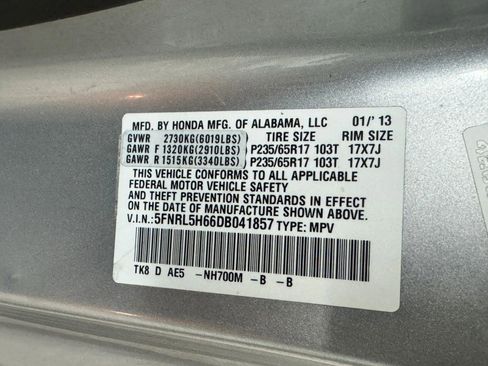 MFD. BY HONDA MFG. OF ALABAMA, LLC 01/'13
GVWR 2730KG(6019LBS) TIRE SIZE RIM SIZE
GAWR F 1320KG(2910LBS) P235/65R17 103T 17X7J
GAWR R 1515KG(3340LBS) P235/65R17 103T 17X7J
THIS VEHICLE CONFORMS TO ALL APPLICABLE
FEDERAL MOTOR VEHICLE SAFETY
AND THEFT PREVENTION STANDARDS IN EFFECT
ON THE DATE OF MANUFACTURE SHOWN ABOVE.
V.I.N.: 5FNRL5H66DB041857 TYPE: MPV
TK8 D AE5 -NH700M -B -B